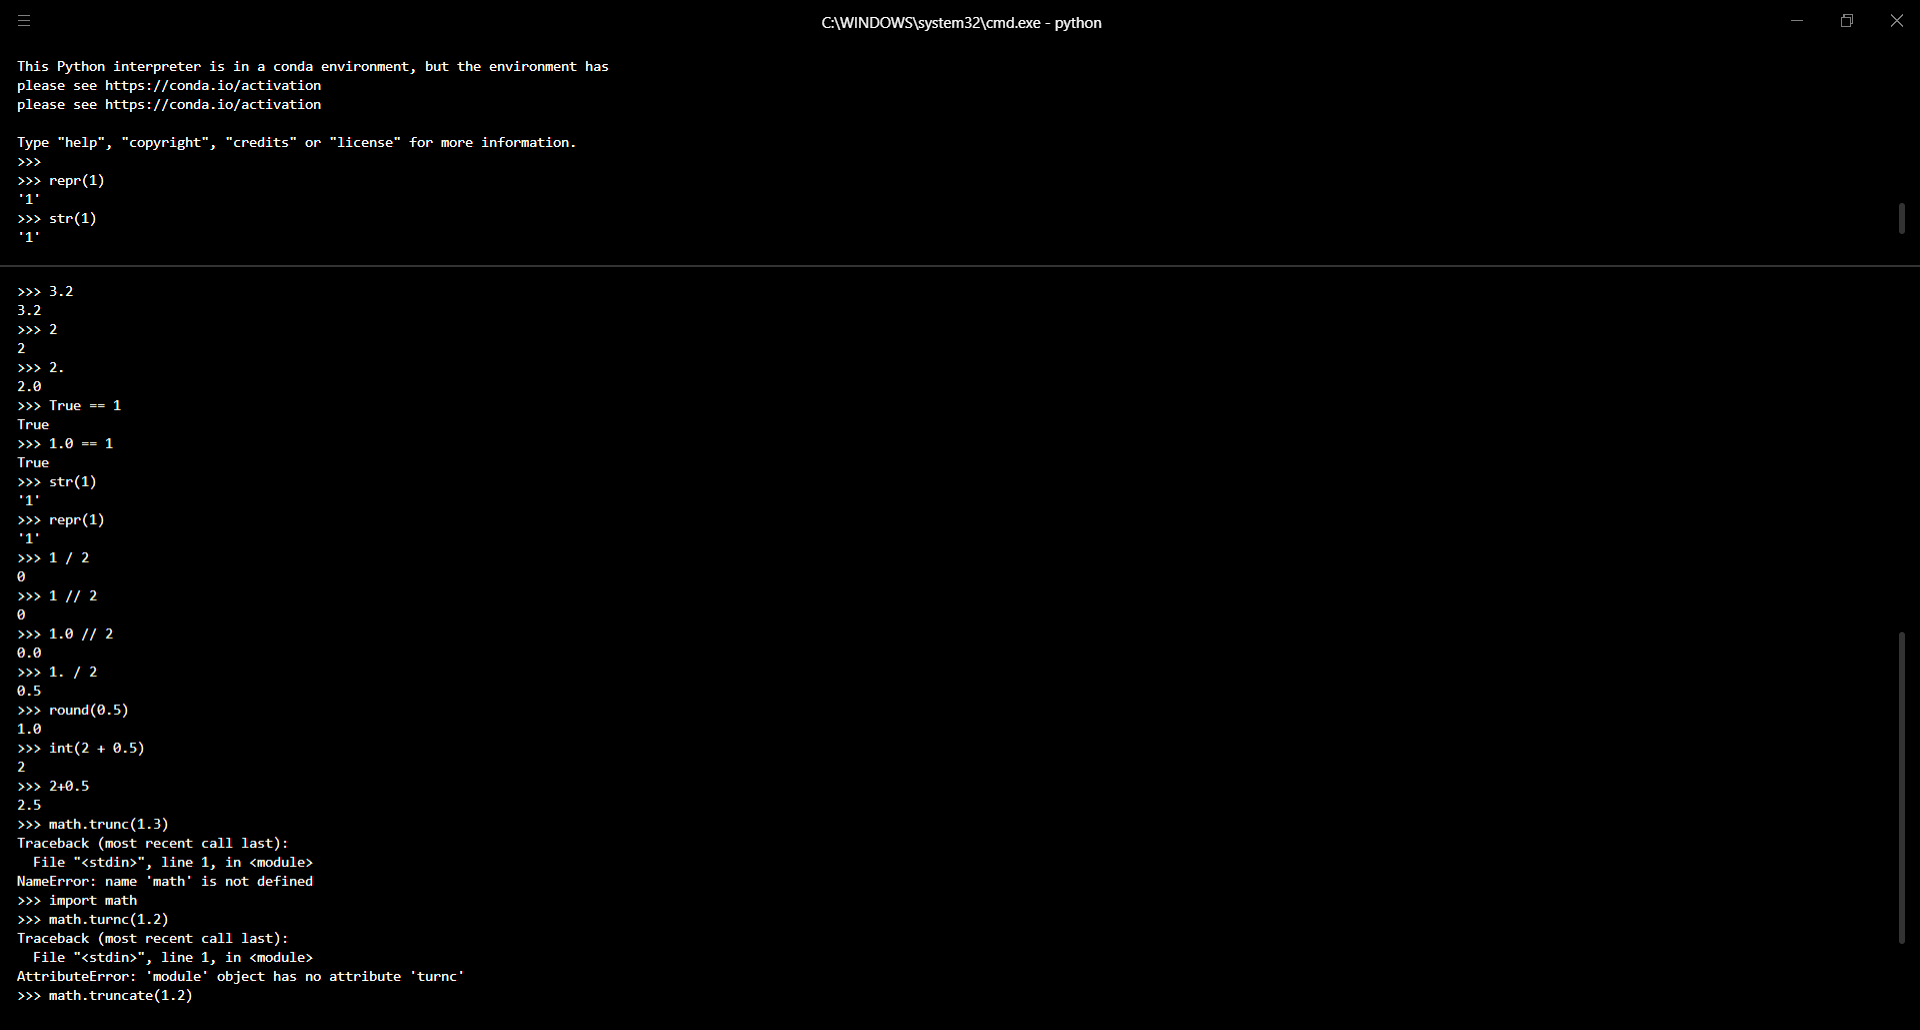 C:\WINDOWS\system32\cmd.exe - python
This Python interpreter is in a conda environment, but the environment has
please see https://conda.io/activation
please see https://conda.io/activation
Type "help", "copyright", "credits" or "license" for more information.
>>>
>>> repr(1)
'1'
>>> str(1)
'1'
>>> 3.2
3.2
>>> 2
2
>>> 2.
2.0
>>> True == 1
True
>>> 1.0 == 1
True
>>> str(1)
'1'
>>> repr(1)
'1'
>>> 1 / 2
0
>>> 1 // 2
0
>>> 1.0 // 2
0.0
>>> 1. / 2
0.5
>>> round(0.5)
1.0
>>> int(2 + 0.5)
2
>>> 2+0.5
2.5
>>> math.trunc(1.3)
Traceback (most recent call last):
  File "<stdin>", line 1, in <module>
NameError: name 'math' is not defined
>>> import math
>>> math.turnc(1.2)
Traceback (most recent call last):
  File "<stdin>", line 1, in <module>
AttributeError: 'module' object has no attribute 'turnc'
>>> math.truncate(1.2)